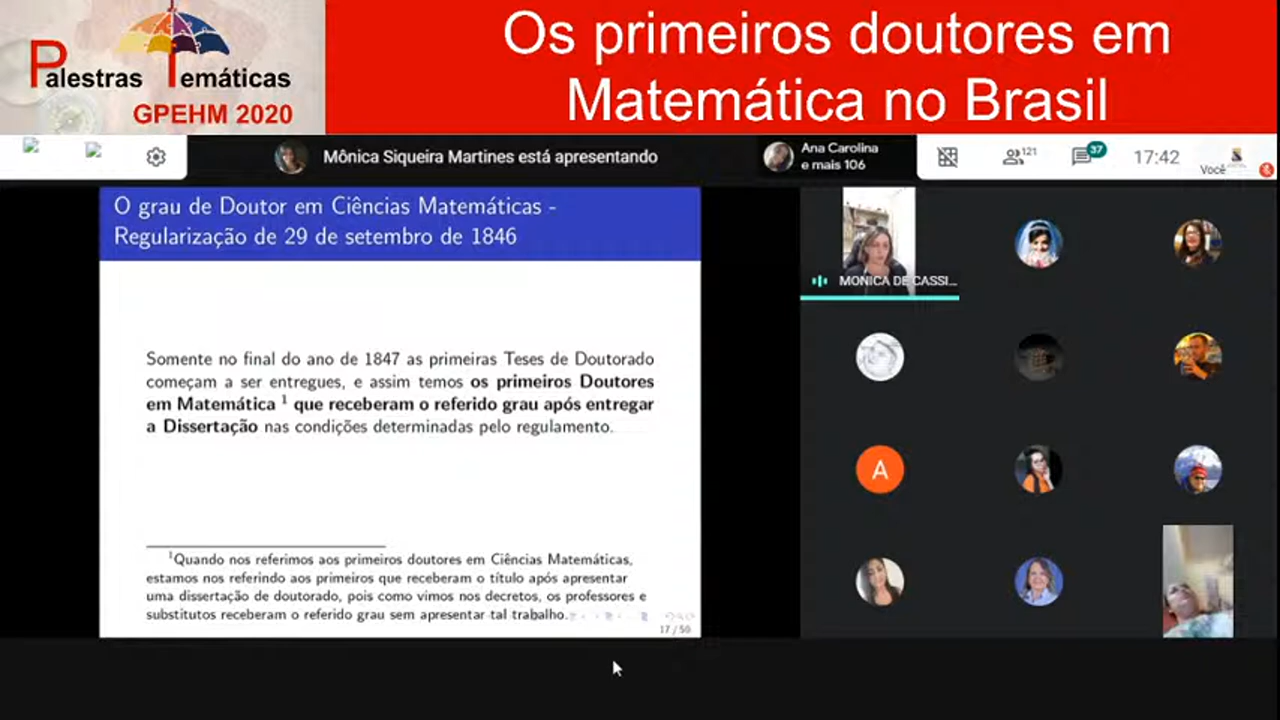 Palestras Temáticas
GPEHM 2020
Os primeiros doutores em
Matemática no Brasil
Mônica Siqueira Martines está apresentando
Ana Carolina
e mais 106
121
37
17:42
Você
O grau de Doutor em Ciências Matemáticas -
Regularização de 29 de setembro de 1846
MONICA DE CASSI...
Somente no final do ano de 1847 as primeiras Teses de Doutorado
começam a ser entregues, e assim temos os primeiros Doutores
em Matemática 1 que receberam o referido grau após entregar
a Dissertação nas condições determinadas pelo regulamento.
A
1Quando nos referimos aos primeiros doutores em Ciências Matemáticas,
estamos nos referindo aos primeiros que receberam o título após apresentar
uma dissertação de doutorado, pois como vimos nos decretos, os professores e
substitutos receberam o referido grau sem apresentar tal trabalho.
17 / 50